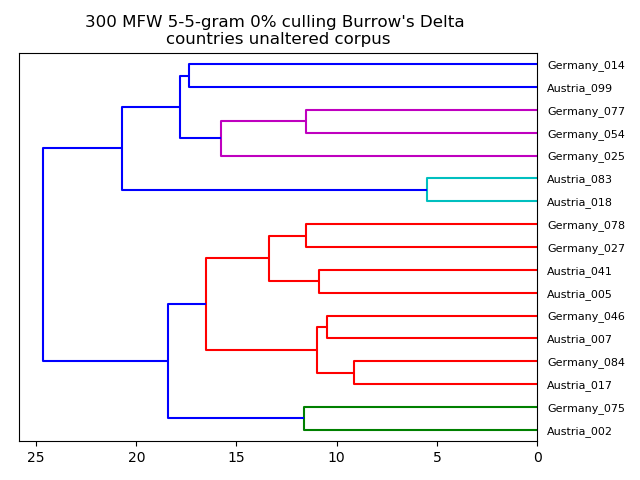 300 MFW 5-5-gram 0% culling Burrow's Delta
countries unaltered corpus
Germany_014
Austria_099
Germany_077
Germany_054
Germany_025
Austria_083
Austria_018
Germany_078
Germany_027
Austria_041
Austria_005
Germany_046
Austria_007
Germany_084
Austria_017
Germany_075
Austria_002
25 20 15 10 5 0